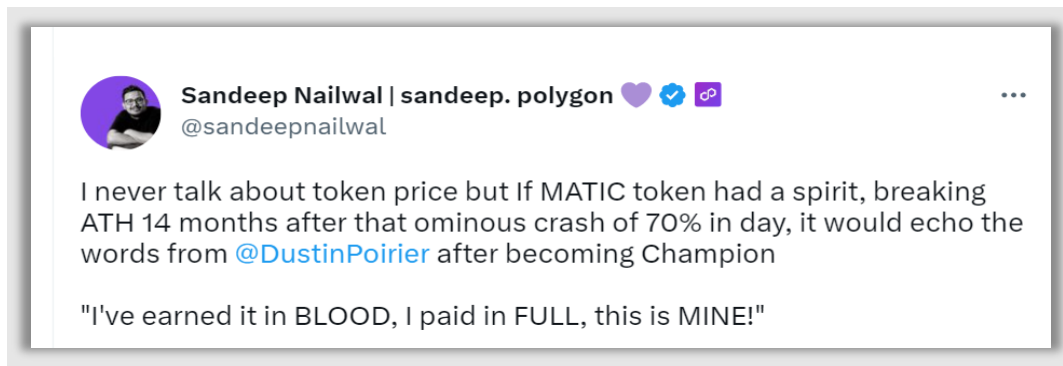 Sandeep Nailwal | sandeep. polygon 💜
@sandeepnailwal
I never talk about token price but If MATIC token had a spirit, breaking
ATH 14 months after that ominous crash of 70% in day, it would echo the
words from @DustinPoirier after becoming Champion
"I've earned it in BLOOD, I paid in FULL, this is MINE!"